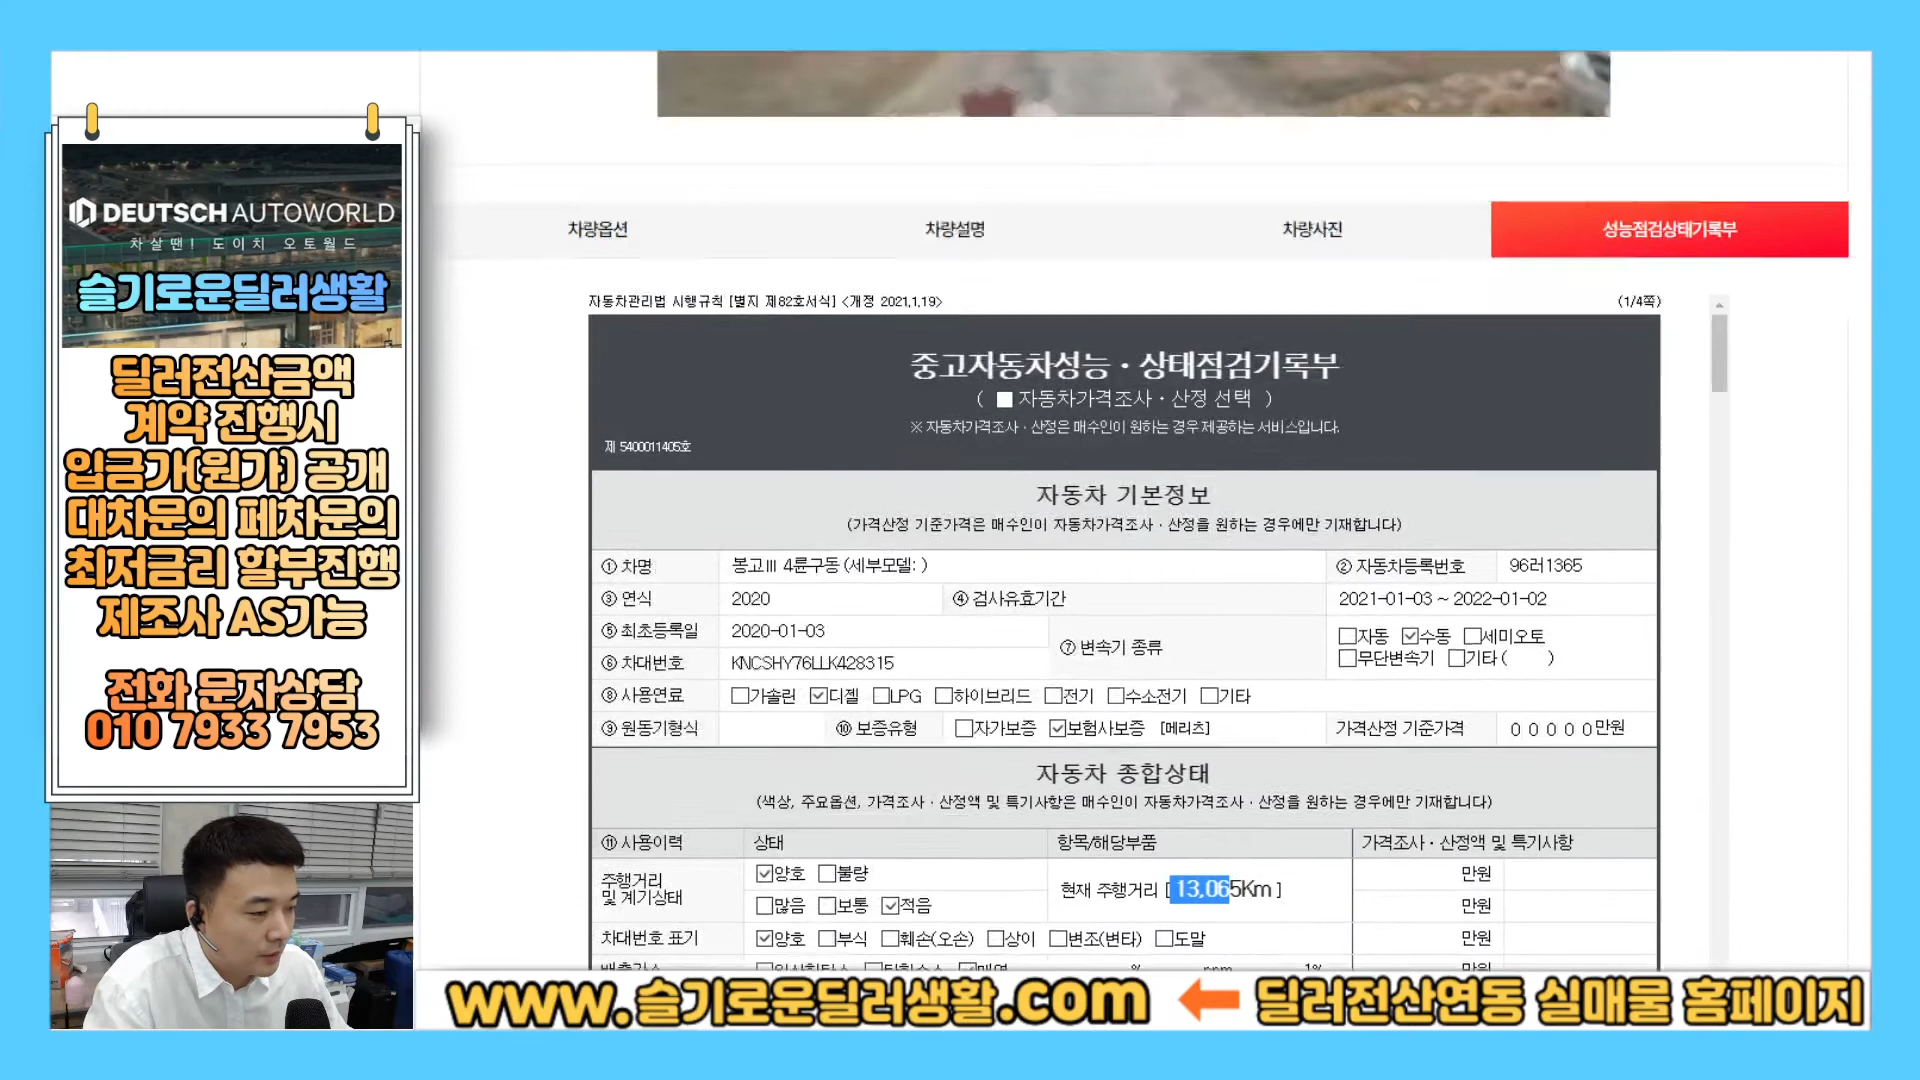 DEUTSCH AUTOWORLD
차살땐! 도이치 오토월드
슬기로운딜러생활
딜러전산금액
계약 진행시
입금가(원가) 공개
대차문의 폐차문의
최저금리 할부진행
제조사 AS가능
전화 문자상담
010 7933 7953
차량옵션 차량설명 차량사진 성능점검상태기록부
자동차관리법 시행규칙 [별지 제82호서식] <개정 2021,1,19> (1/4쪽)
중고자동차성능·상태점검기록부
( ■ 자동차가격조사·산정 선택 )
※ 자동차가격조사·산정은 매수인이 원하는 경우 제공하는 서비스입니다.
제 5400011405호
자동차 기본정보
(가격산정 기준가격은 매수인이 자동차가격조사·산정을 원하는 경우에만 기재합니다)
① 차명 봉고Ⅲ 4륜구동 (세부모델: ) ② 자동차등록번호 96러1365
③ 연식 2020 ④ 검사유효기간 2021-01-03 ~ 2022-01-02
⑤ 최초등록일 2020-01-03 ⑦ 변속기 종류 □자동 ☑수동 □세미오토
⑥ 차대번호 KNCSHY76LLK428315 □무단변속기 □기타 ( )
⑧ 사용연료 □가솔린 ☑디젤 □LPG □하이브리드 □전기 □수소전기 □기타
⑨ 원동기형식 ⑩ 보증유형 □자가보증 ☑보험사보증 [메리츠] 가격산정 기준가격 0 0 0 0 0만원
자동차 종합상태
(색상, 주요옵션, 가격조사·산정액 및 특기사항은 매수인이 자동차가격조사·산정을 원하는 경우에만 기재합니다)
⑪ 사용이력 상태 항목/해당부품 가격조사·산정액 및 특기사항
주행거리 및 계기상태 ☑양호 □불량 현재 주행거리 [ 13,065Km ] 만원
□많음 □보통 ☑적음 만원
차대번호 표기 ☑양호 □부식 □훼손(오손) □상이 □변조(변타) □도말 만원
www.슬기로운딜러생활.com ← 딜러전산연동 실매물 홈페이지